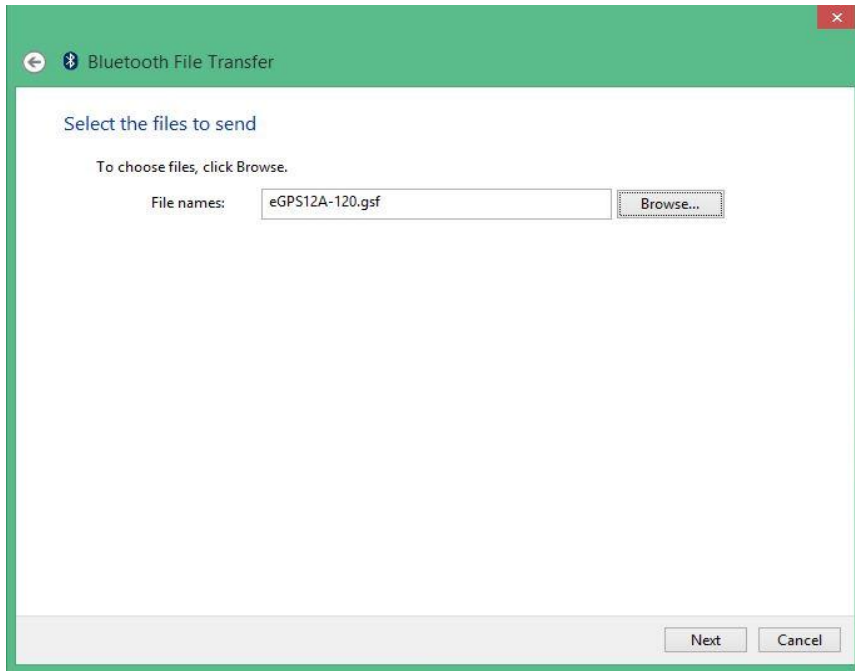 Bluetooth File Transfer
Select the files to send
To choose files, click Browse.
File names: eGPS12A-120.gsf Browse...
Next Cancel